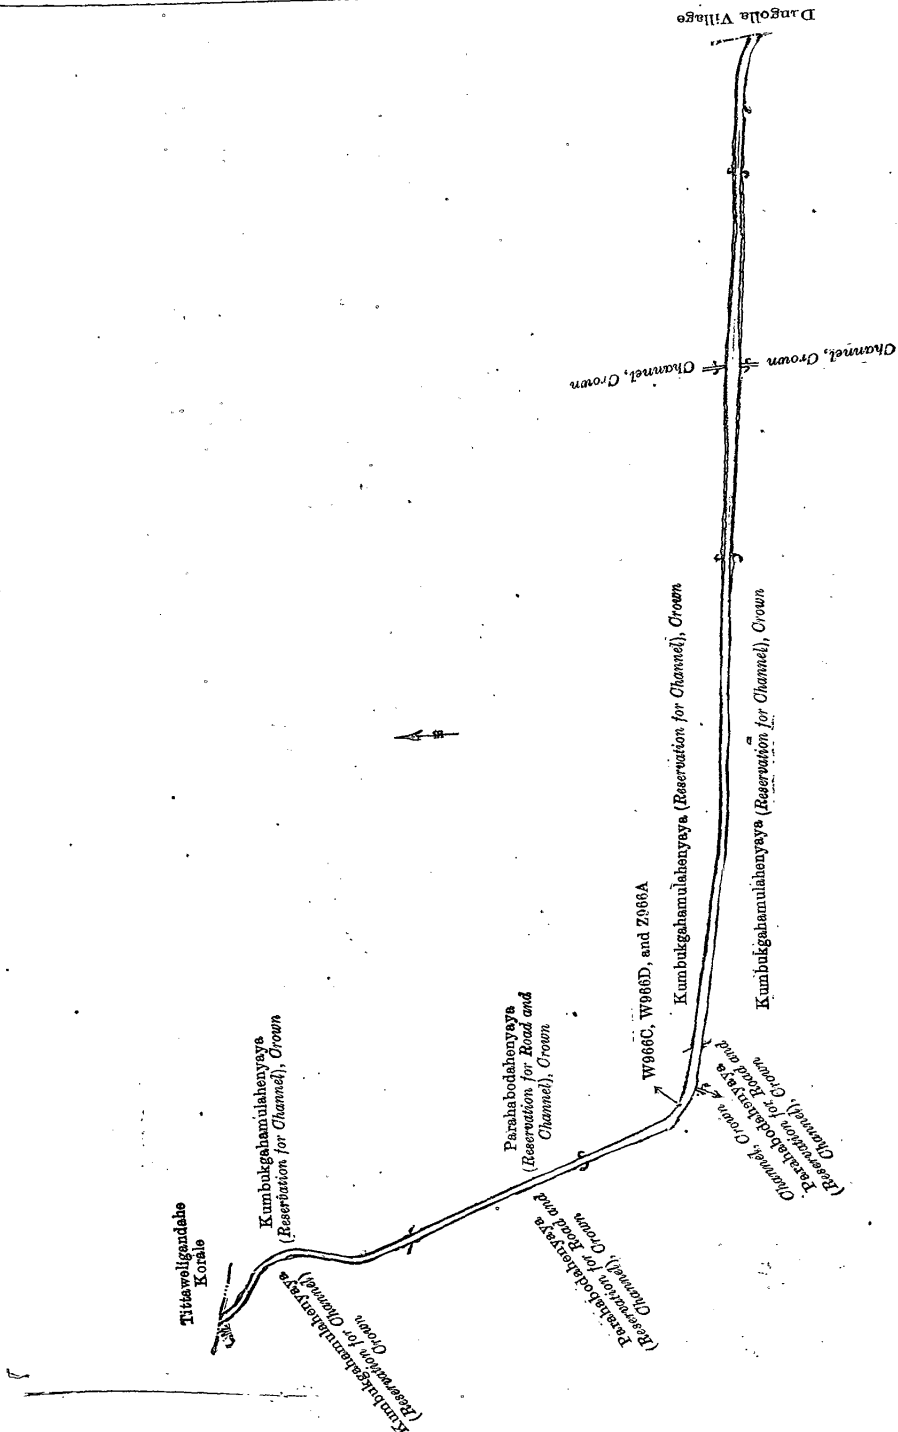 Dangolla Village
Channel, Crown
Channel, Crown
Kumbukgahamulahenyaya (Reservation for Channel), Crown
Kumbukgahamulahenyaya (Reservation for Channel), Crown
W966C, W966D, and Z966A
Channel, Crown
Parahabodahenyaya
(Reservation for Road and
Channel), Crown
Parahabodahenyaya
(Reservation for Road and
Channel), Crown
Parahabodahenyaya
(Reservation for Road and
Channel), Crown
Kumbukgahamulahenyaya
(Reservation for Channel), Crown
Tittaweligandahe
Korale
Kumbukgahamulahenyaya
(Reservation for Channel)
Crown